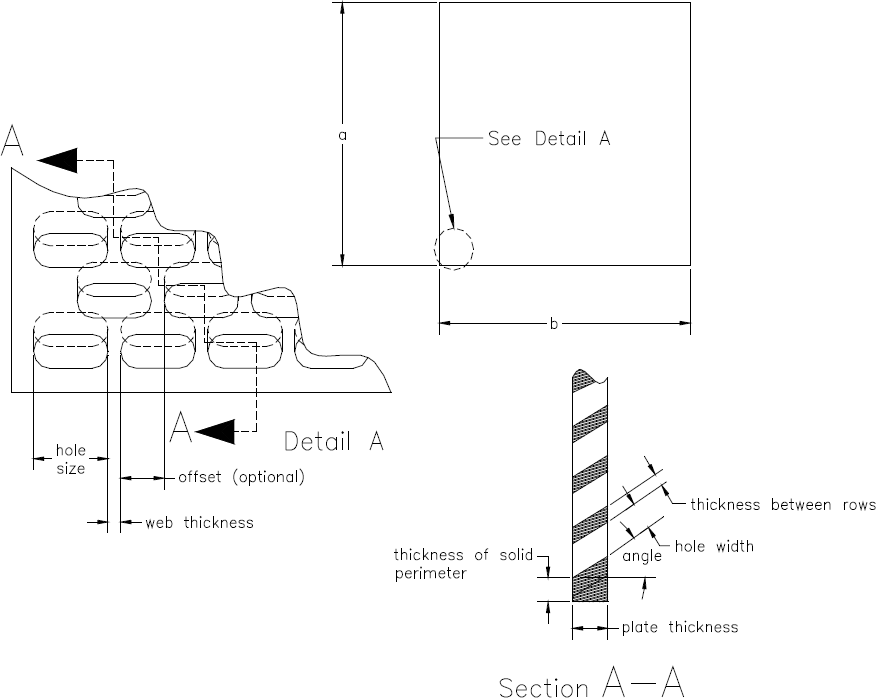 a
See Detail A
b
A
A
Detail A
hole
size
offset (optional)
web thickness
thickness between rows
hole width
angle
thickness of solid
perimeter
plate thickness
Section A—A